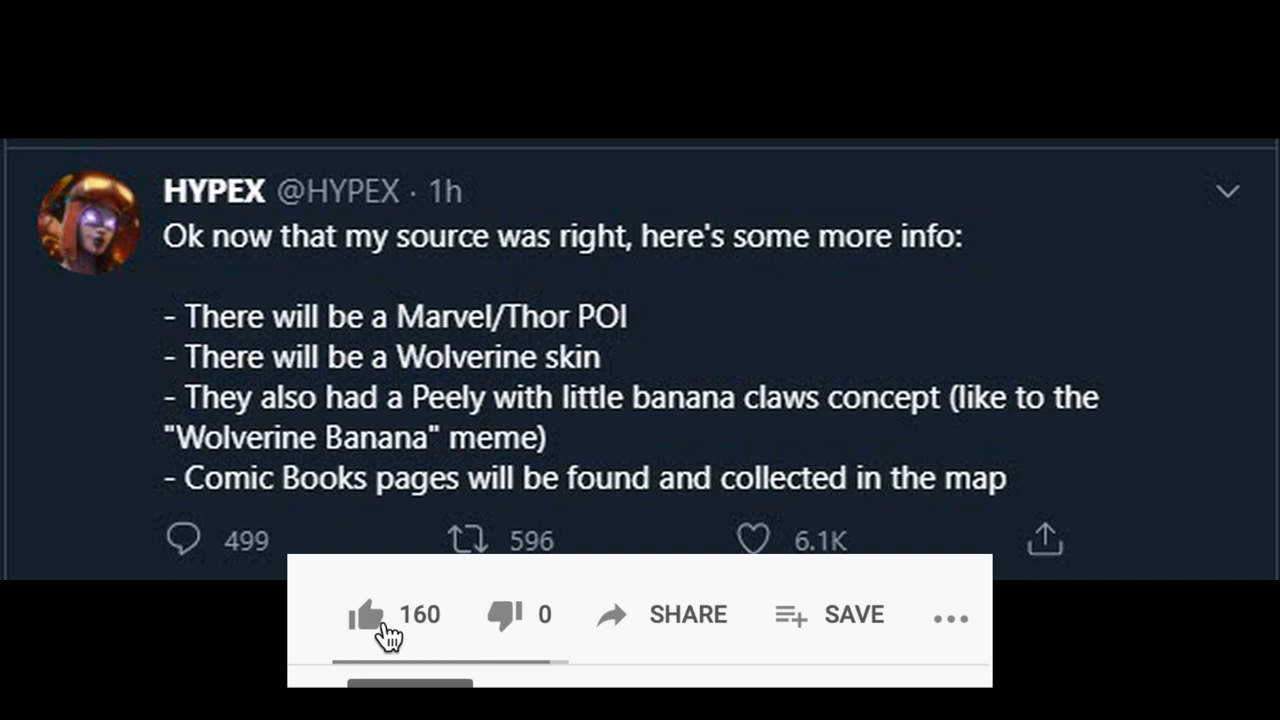 HYPEX @HYPEX · 1h
Ok now that my source was right, here's some more info:
- There will be a Marvel/Thor POI
- There will be a Wolverine skin
- They also had a Peely with little banana claws concept (like to the
"Wolverine Banana" meme)
- Comic Books pages will be found and collected in the map
499 596 6.1K
160 0 SHARE SAVE